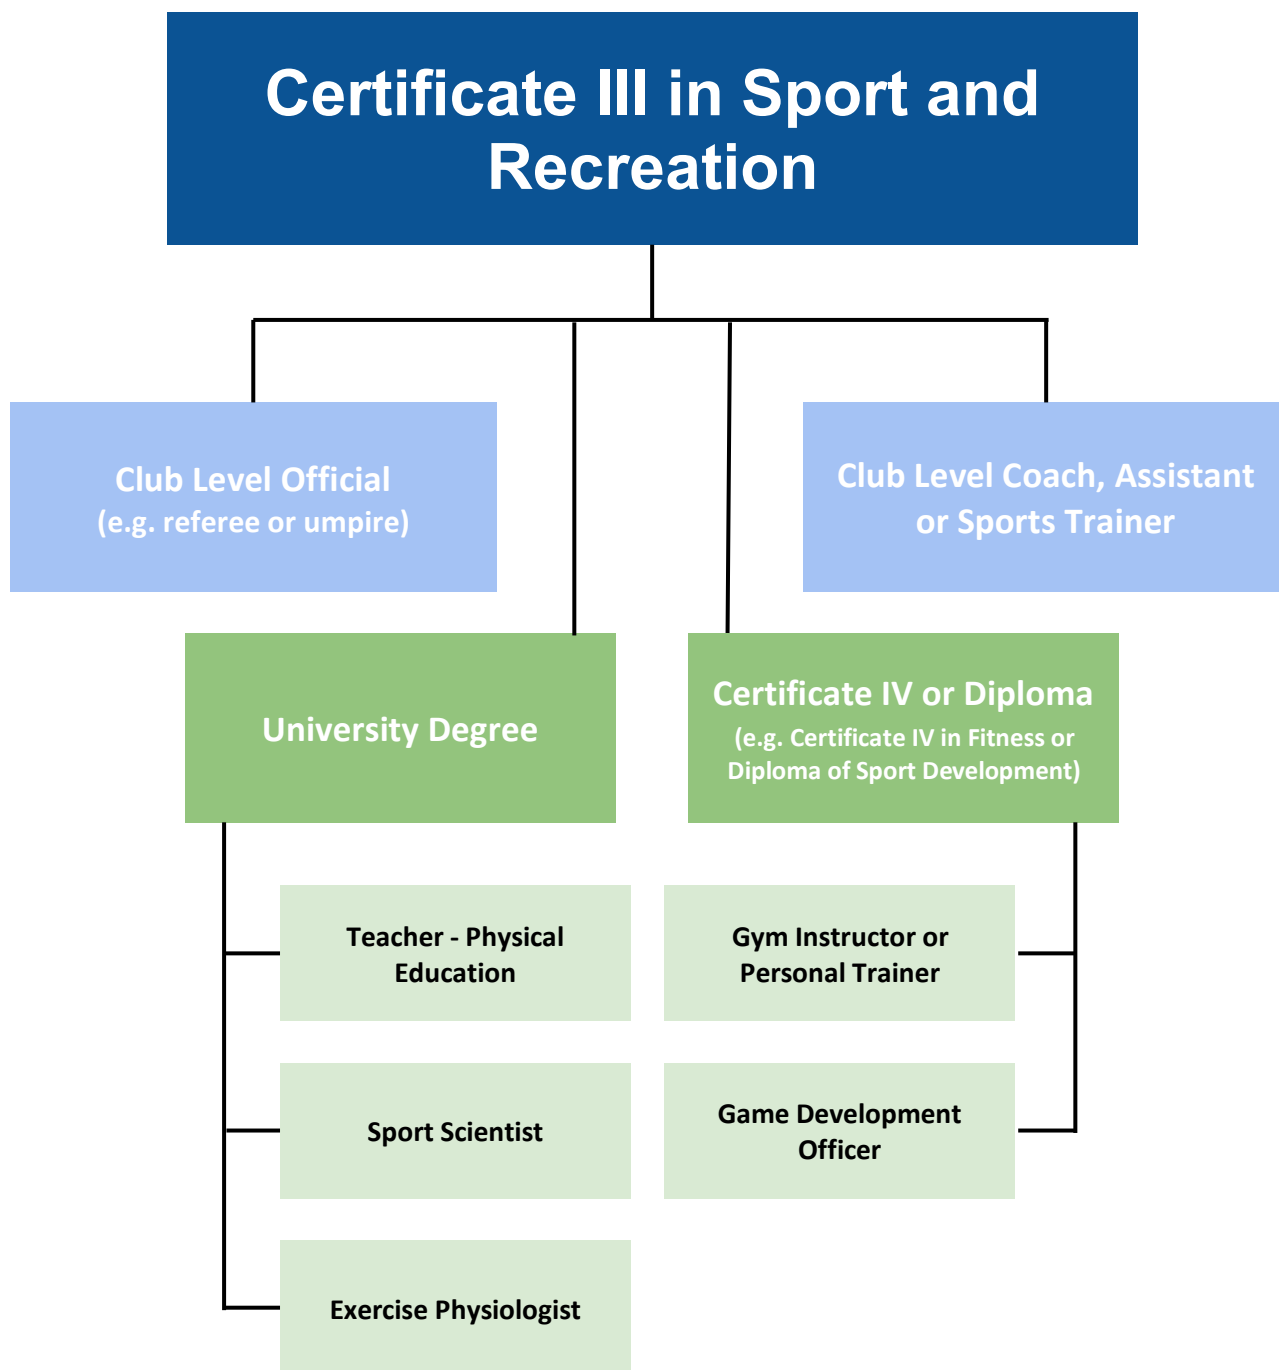 Certificate III in Sport and
Recreation
Club Level Official
(e.g. referee or umpire)
Club Level Coach, Assistant
or Sports Trainer
University Degree
Certificate IV or Diploma
(e.g. Certificate IV in Fitness or
Diploma of Sport Development)
Teacher - Physical
Education
Gym Instructor or
Personal Trainer
Sport Scientist
Game Development
Officer
Exercise Physiologist